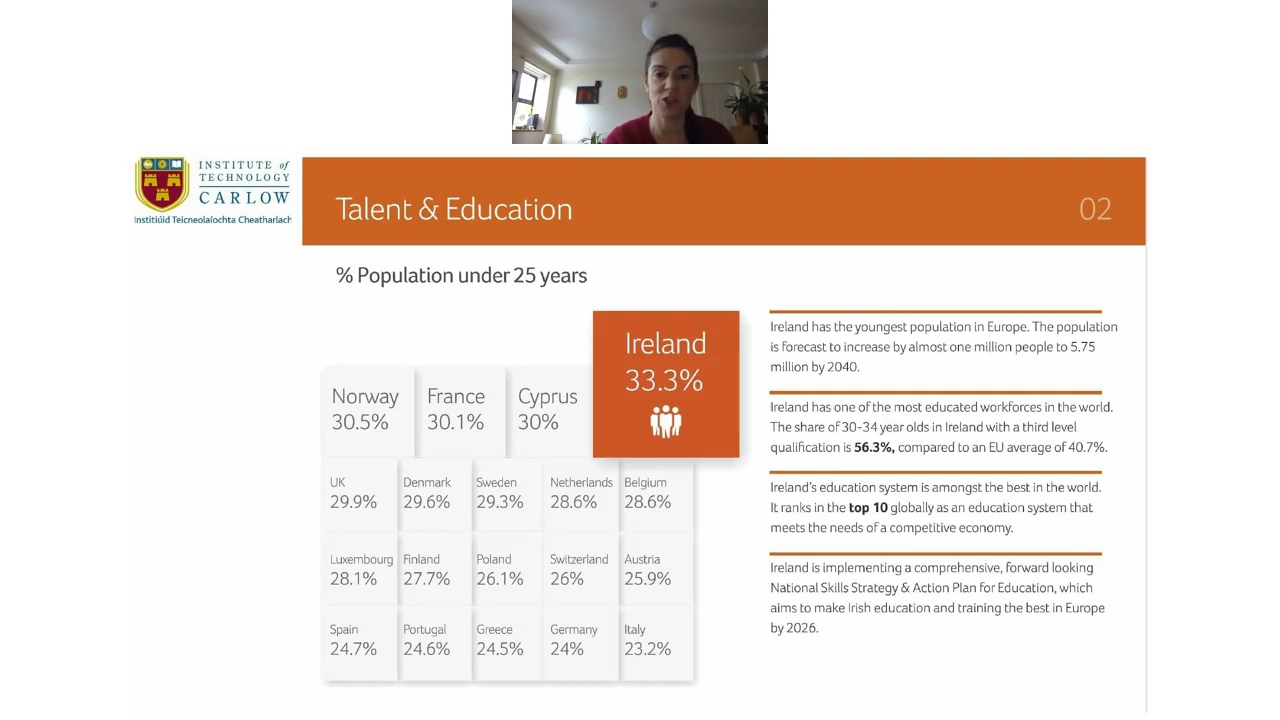 INSTITUTE of
TECHNOLOGY
CARLOW
Institiúid Teicneolaíochta Cheatharlach
Talent & Education
02
% Population under 25 years
Ireland
33.3%
Norway
30.5%
France
30.1%
Cyprus
30%
UK
29.9%
Denmark
29.6%
Sweden
29.3%
Netherlands
28.6%
Belgium
28.6%
Luxembourg
28.1%
Finland
27.7%
Poland
26.1%
Switzerland
26%
Austria
25.9%
Spain
24.7%
Portugal
24.6%
Greece
24.5%
Germany
24%
Italy
23.2%
Ireland has the youngest population in Europe. The population
is forecast to increase by almost one million people to 5.75
million by 2040.
Ireland has one of the most educated workforces in the world.
The share of 30-34 year olds in Ireland with a third level
qualification is 56.3%, compared to an EU average of 40.7%.
Ireland's education system is amongst the best in the world.
It ranks in the top 10 globally as an education system that
meets the needs of a competitive economy.
Ireland is implementing a comprehensive, forward looking
National Skills Strategy & Action Plan for Education, which
aims to make Irish education and training the best in Europe
by 2026.